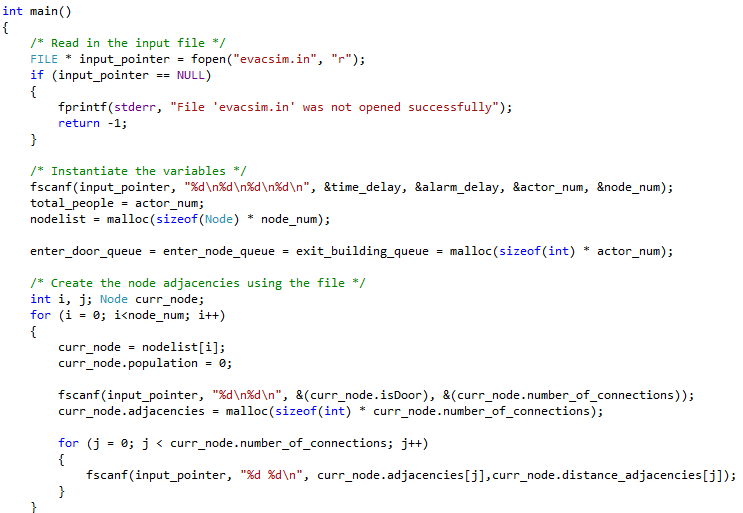 int main()
{
    /* Read in the input file */
    FILE * input_pointer = fopen("evacsim.in", "r");
    if (input_pointer == NULL)
    {
        fprintf(stderr, "File 'evacsim.in' was not opened successfully");
        return -1;
    }

    /* Instantiate the variables */
    fscanf(input_pointer, "%d\n%d\n%d\n%d\n", &time_delay, &alarm_delay, &actor_num, &node_num);
    total_people = actor_num;
    nodelist = malloc(sizeof(Node) * node_num);

    enter_door_queue = enter_node_queue = exit_building_queue = malloc(sizeof(int) * actor_num);

    /* Create the node adjacencies using the file */
    int i, j; Node curr_node;
    for (i = 0; i<node_num; i++)
    {
        curr_node = nodelist[i];
        curr_node.population = 0;

        fscanf(input_pointer, "%d\n%d\n", &(curr_node.isDoor), &(curr_node.number_of_connections));
        curr_node.adjacencies = malloc(sizeof(int) * curr_node.number_of_connections);

        for (j = 0; j < curr_node.number_of_connections; j++)
        {
            fscanf(input_pointer, "%d %d\n", curr_node.adjacencies[j],curr_node.distance_adjacencies[j]);
        }
    }